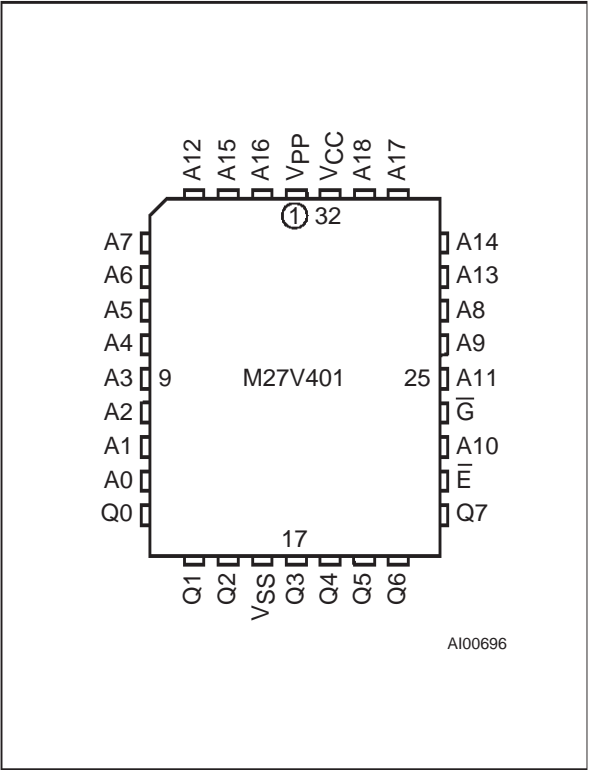 A12 A15 A16 VPP VCC A18 A17
1 32
A7 A14
A6 A13
A5 A8
A4 A9
A3 9 M27V401 25 A11
A2 G̅
A1 A10
A0 E̅
Q0 Q7
17
Q1 Q2 VSS Q3 Q4 Q5 Q6
AI00696